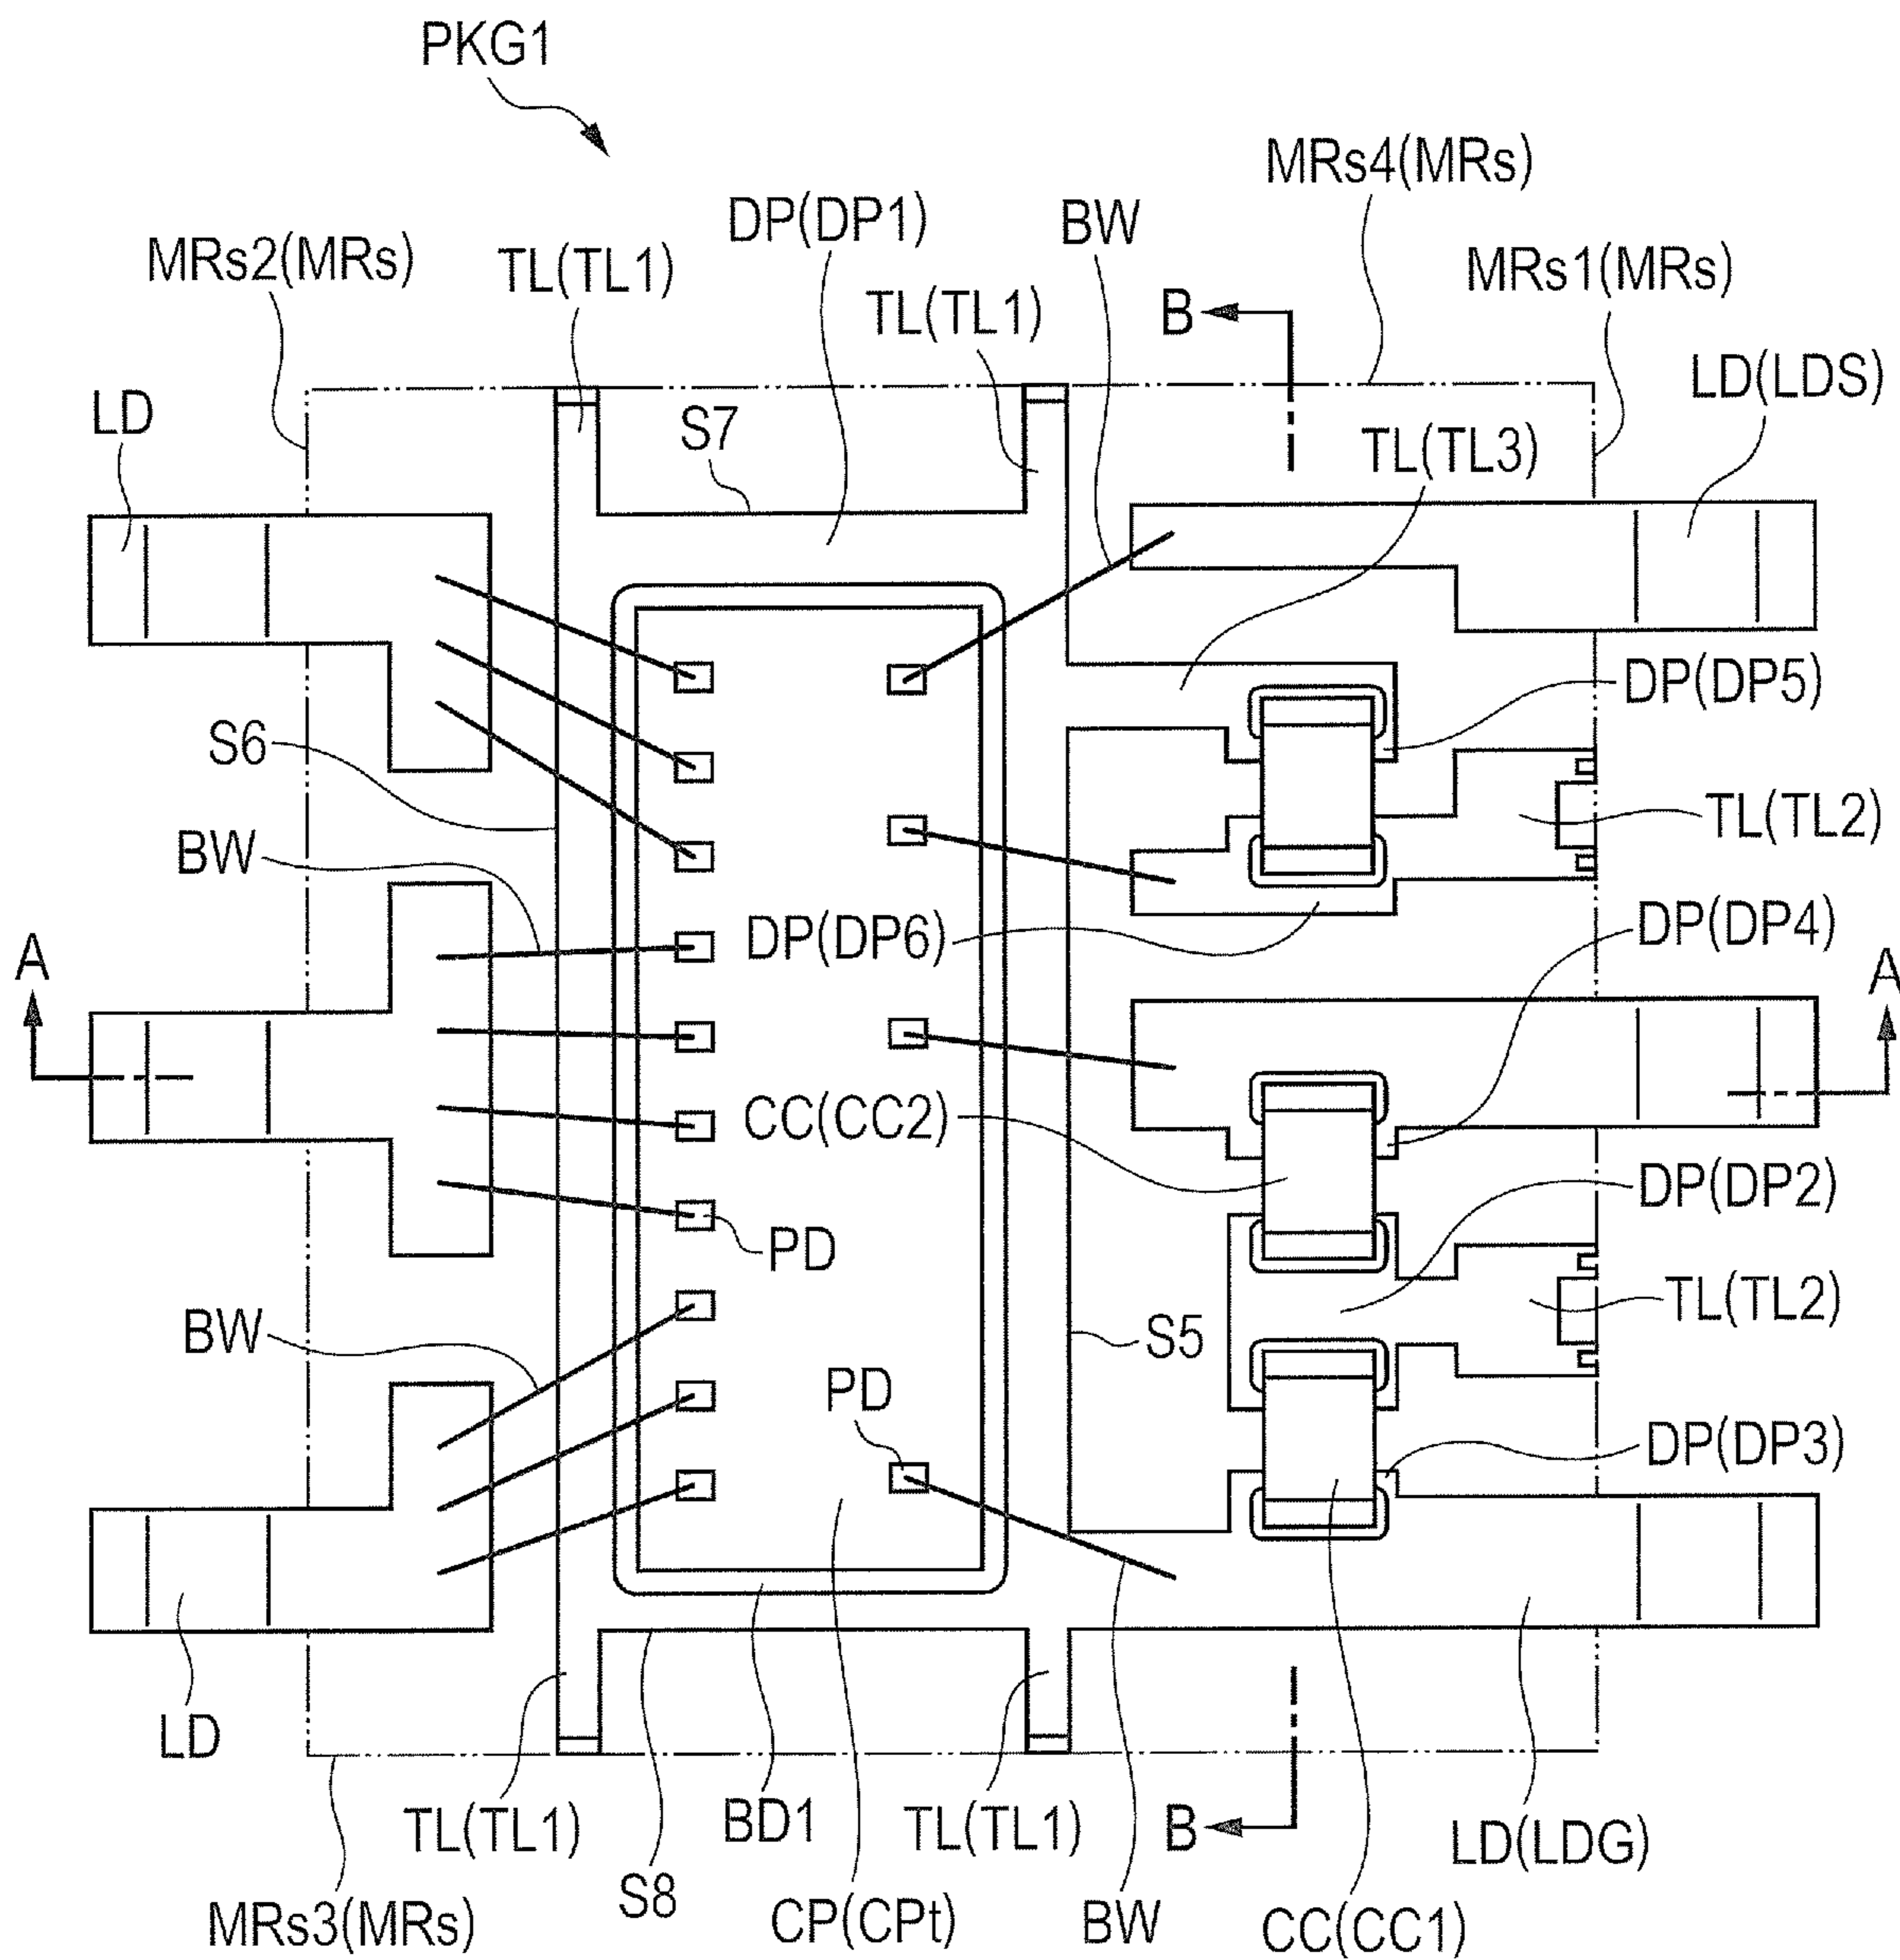 PKG1
MRs4(MRs)
DP(DP1)
BW
MRs2(MRs)
TL(TL1)
MRs1(MRs)
TL(TL1)
B
LD(LDS)
LD
S7
TL(TL3)
DP(DP5)
S6
TL(TL2)
BW
DP(DP4)
DP(DP6)
A
A
CC(CC2)
DP(DP2)
PD
TL(TL2)
BW
S5
PD
DP(DP3)
LD
TL(TL1)
BD1
TL(TL1)
B
LD(LDG)
S8
MRs3(MRs)
CP(CPt)
BW
CC(CC1)